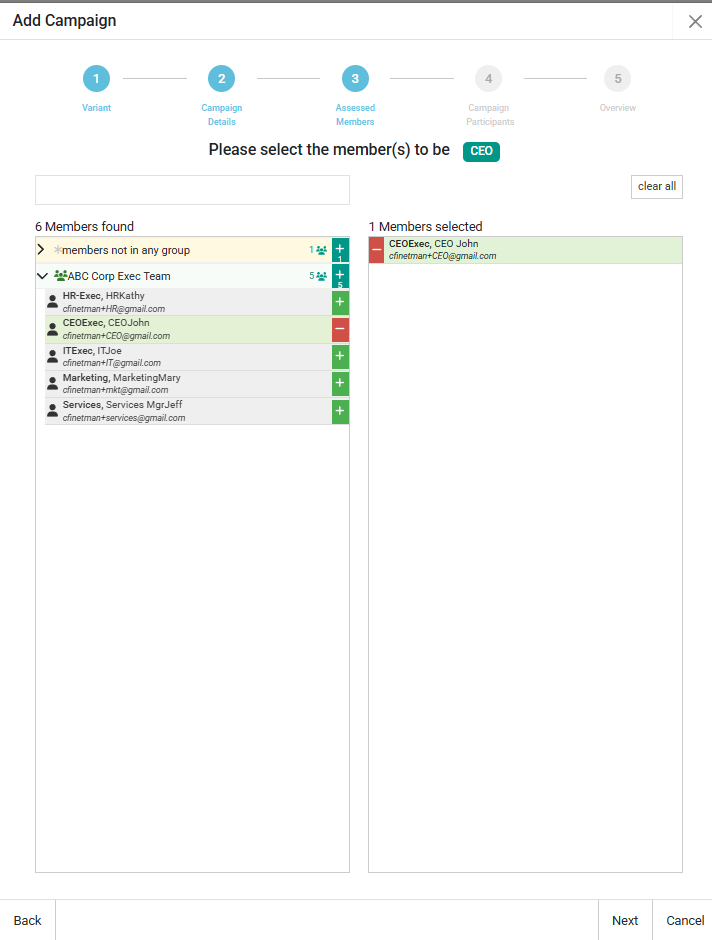 Add Campaign
1
2
3
4
5
Variant
Campaign
Details
Assessed
Members
Campaign
Participants
Overview
Please select the member(s) to be CEO
clear all
6 Members found
1 Members selected
*members not in any group 1 + 1
ABC Corp Exec Team 5 + 5
HR-Exec, HRKathy
cfinetman+HR@gmail.com
CEOExec, CEOJohn
cfinetman+CEO@gmail.com
ITExec, ITJoe
cfinetman+IT@gmail.com
Marketing, MarketingMary
cfinetman+mkt@gmail.com
Services, Services MgrJeff
cfinetman+services@gmail.com
CEOExec, CEO John
cfinetman+CEO@gmail.com
Back
Next
Cancel